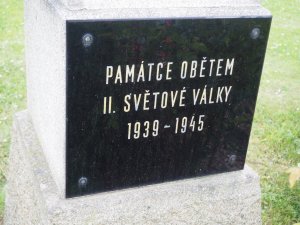 PAMÁTCE OBĚTEM
II. SVĚTOVÉ VÁLKY
1939~1945